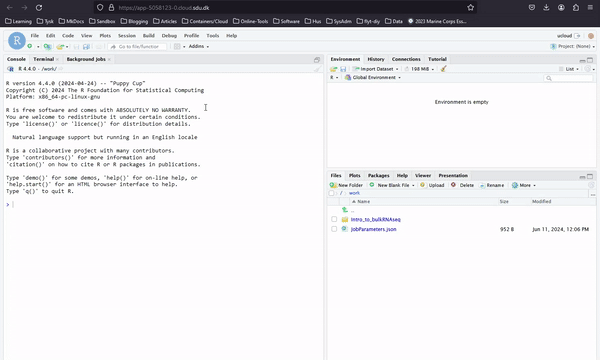 https://app-5058123-0.cloud.sdu.dk
Tjek
Tysk
MkDocs
Sandbox
Blogging
Articles
Containers/Cloud
Online-Tools
Software
Hus
SysAdm
Nyt-diy
Data
2023 Marine Corps Ess...
File Edit Code View Plots Session Build Debug Profile Tools Help
ucloud
Go to file/function
Addins
Project: (None)
Console Terminal Background Jobs
R 4.4.0 · /work/
R version 4.4.0 (2024-04-24) -- "Puppy Cup"
Copyright (C) 2024 The R Foundation for Statistical Computing
Platform: x86_64-pc-linux-gnu
R is free software and comes with ABSOLUTELY NO WARRANTY.
You are welcome to redistribute it under certain conditions.
Type 'license()' or 'licence()' for distribution details.
Natural language support but running in an English locale
R is a collaborative project with many contributors.
Type 'contributors()' for more information and
'citation()' on how to cite R or R packages in publications.
Type 'demo()' for some demos, 'help()' for on-line help, or
'help.start()' for an HTML browser interface to help.
Type 'q()' to quit R.
>
Environment History Connections Tutorial
Import Dataset 198 MiB List
R Global Environment
Environment is empty
Files Plots Packages Help Viewer Presentation
New Folder New Blank File Upload Delete Rename More
/ work
Name Size Modified
..
Intro_to_bulkRNAseq
JobParameters.json 952 B Jun 11, 2024, 12:06 PM